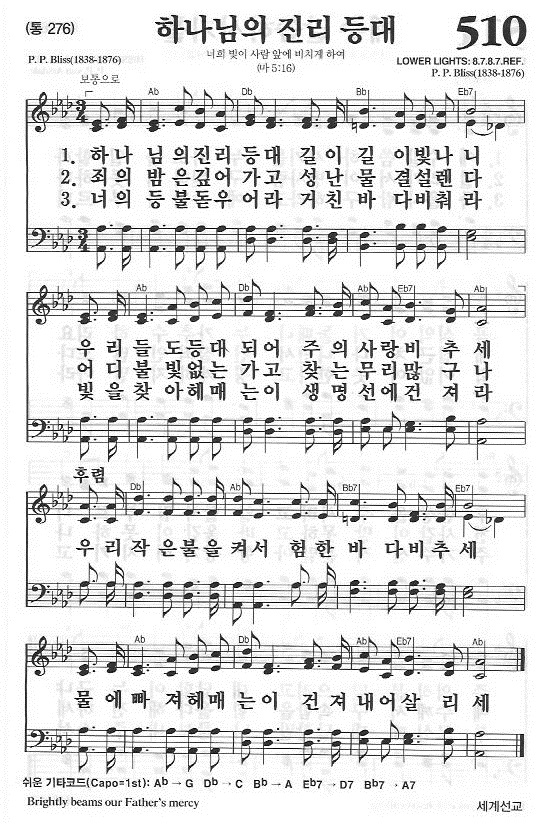 (통 276)
하나님의 진리 등대
510
너희 빛이 사람 앞에 비치게 하여
(마 5:16)
P. P. Bliss(1838-1876)
LOWER LIGHTS: 8.7.8.7.REF.
P. P. Bliss(1838-1876)
보통으로
Ab Db Ab Bb Eb7
1. 하나 님의진리 등대 길이길 이빛나니
2. 죄의 밤은깊어 가고 성난물 결설렌다
3. 너의 등불돋우 어라 거친바 다비춰라
Ab Db Ab Eb7 Ab
우리 들도등대 되어 주의사랑비 추세
어디 불빛없는 가고 찾는무리많 구나
빛을 찾아헤매 는이 생명선에건 져라
후렴
Db Ab Bb7 Eb7
우리작은불을켜서 험한바다비추세
Ab Db Ab Eb7 Ab
물에빠져헤매는이 건져내어살리세
쉬운 기타코드(Capo=1st): Ab → G Db → C Bb → A Eb7 → D7 Bb7 → A7
Brightly beams our Father's mercy
세계선교